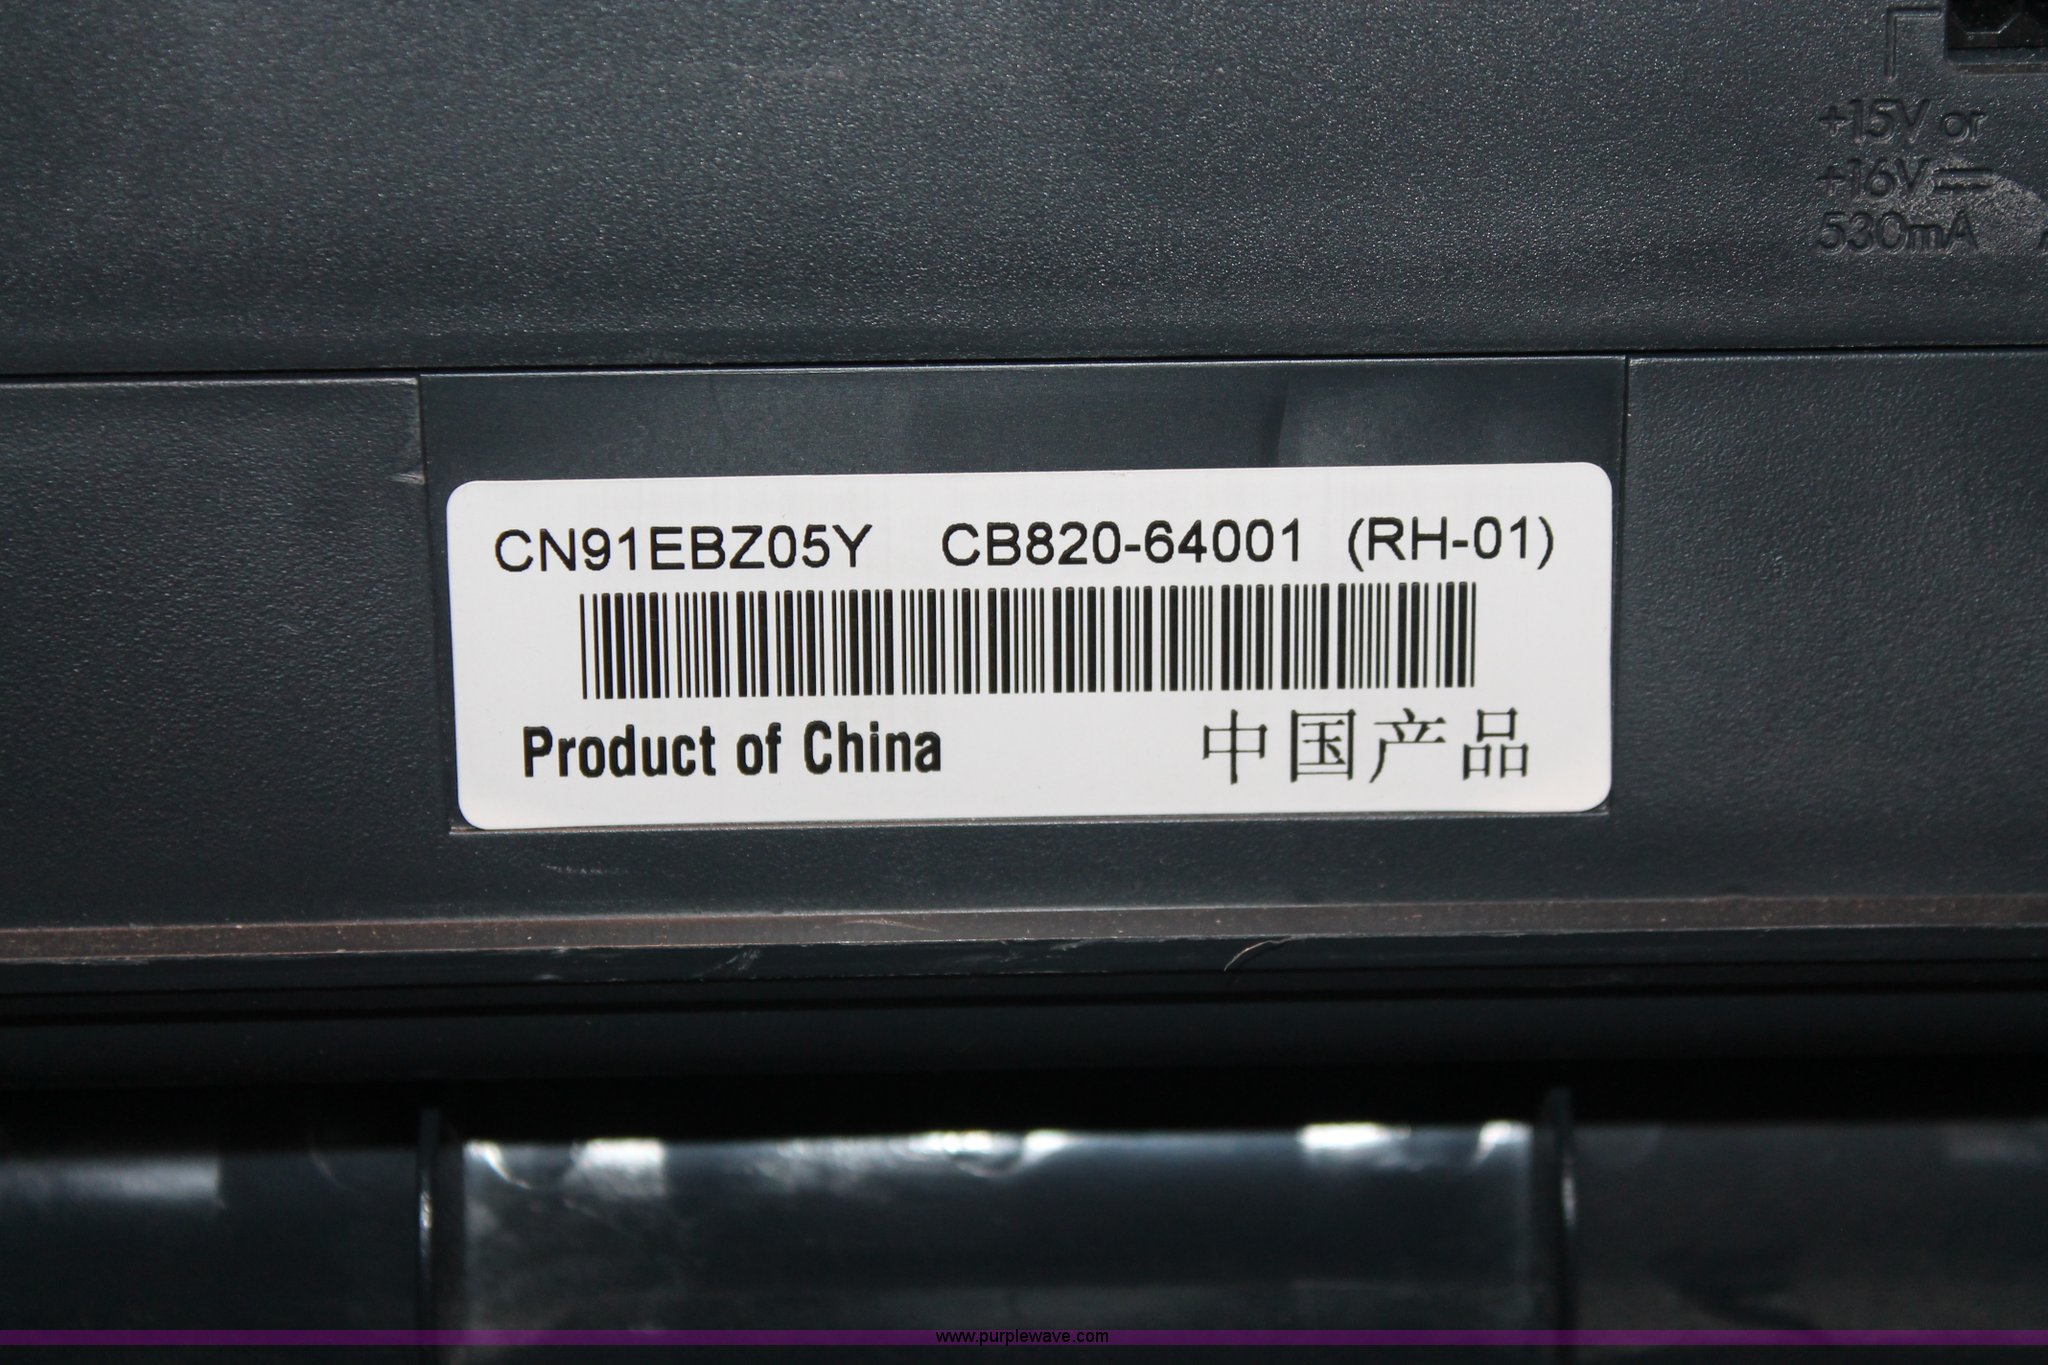 +15V or
+16V
530mA
CN91EBZ05Y CB820-64001 (RH-01)
Product of China 中国产品
www.purplewave.com